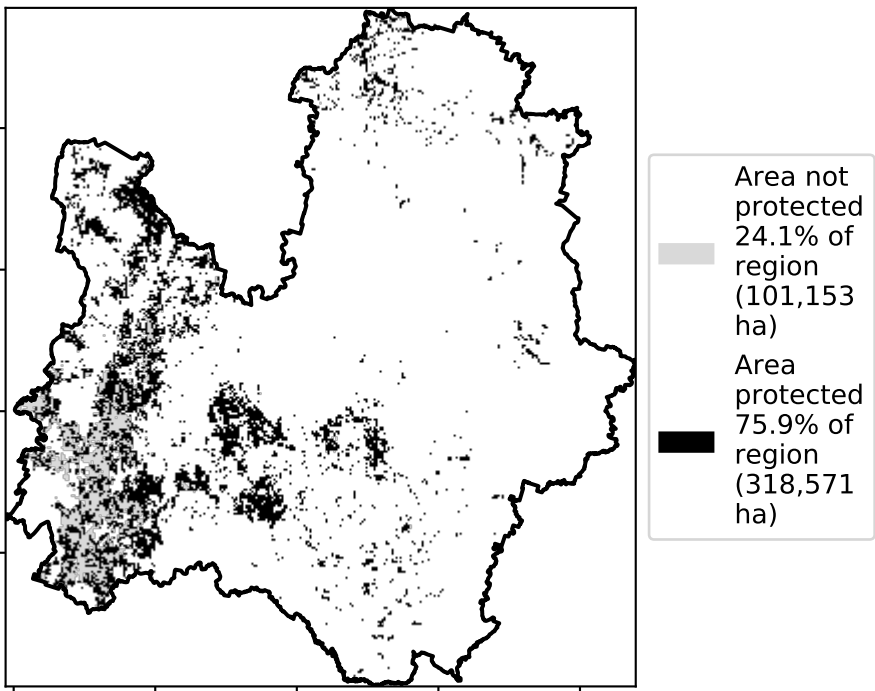 Area not
protected
24.1% of
region
(101,153
ha)
Area
protected
75.9% of
region
(318,571
ha)